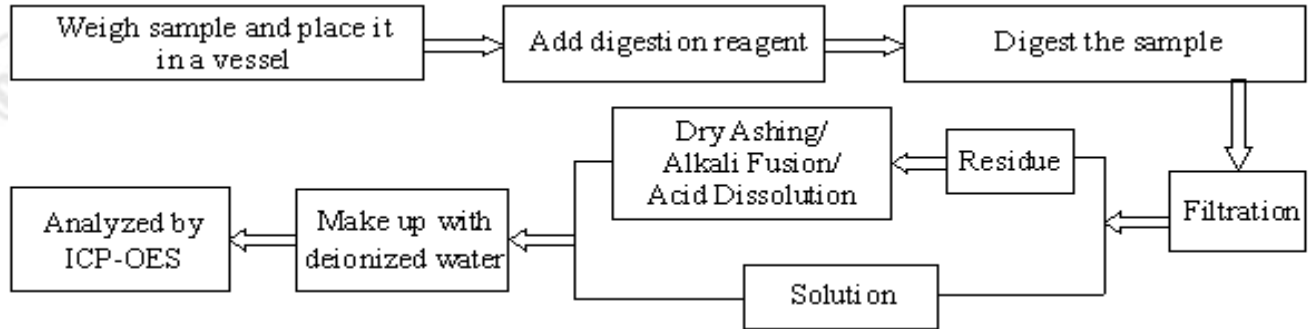 Weigh sample and place it
in a vessel
Add digestion reagent
Digest the sample
Dry Ashing/
Alkali Fusion/
Acid Dissolution
Residue
Filtration
Analyzed by
ICP-OES
Make up with
deionized water
Solution